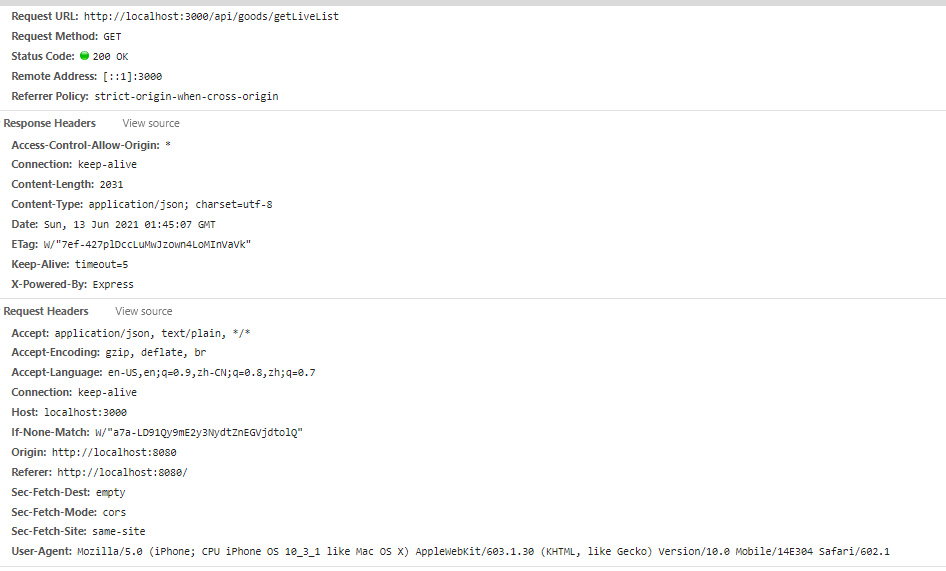 Request URL: http://localhost:3000/api/goods/getLiveList
Request Method: GET
Status Code: 200 OK
Remote Address: [::1]:3000
Referrer Policy: strict-origin-when-cross-origin
Response Headers View source
Access-Control-Allow-Origin: *
Connection: keep-alive
Content-Length: 2031
Content-Type: application/json; charset=utf-8
Date: Sun, 13 Jun 2021 01:45:07 GMT
ETag: W/"7ef-427plDccLuMwJzown4LoMInVaVk"
Keep-Alive: timeout=5
X-Powered-By: Express
Request Headers View source
Accept: application/json, text/plain, */*
Accept-Encoding: gzip, deflate, br
Accept-Language: en-US,en;q=0.9,zh-CN;q=0.8,zh;q=0.7
Connection: keep-alive
Host: localhost:3000
If-None-Match: W/"a7a-LD91Qy9mE2y3NydtZnEGVjdtolQ"
Origin: http://localhost:8080
Referer: http://localhost:8080/
Sec-Fetch-Dest: empty
Sec-Fetch-Mode: cors
Sec-Fetch-Site: same-site
User-Agent: Mozilla/5.0 (iPhone; CPU iPhone OS 10_3_1 like Mac OS X) AppleWebKit/603.1.30 (KHTML, like Gecko) Version/10.0 Mobile/14E304 Safari/602.1